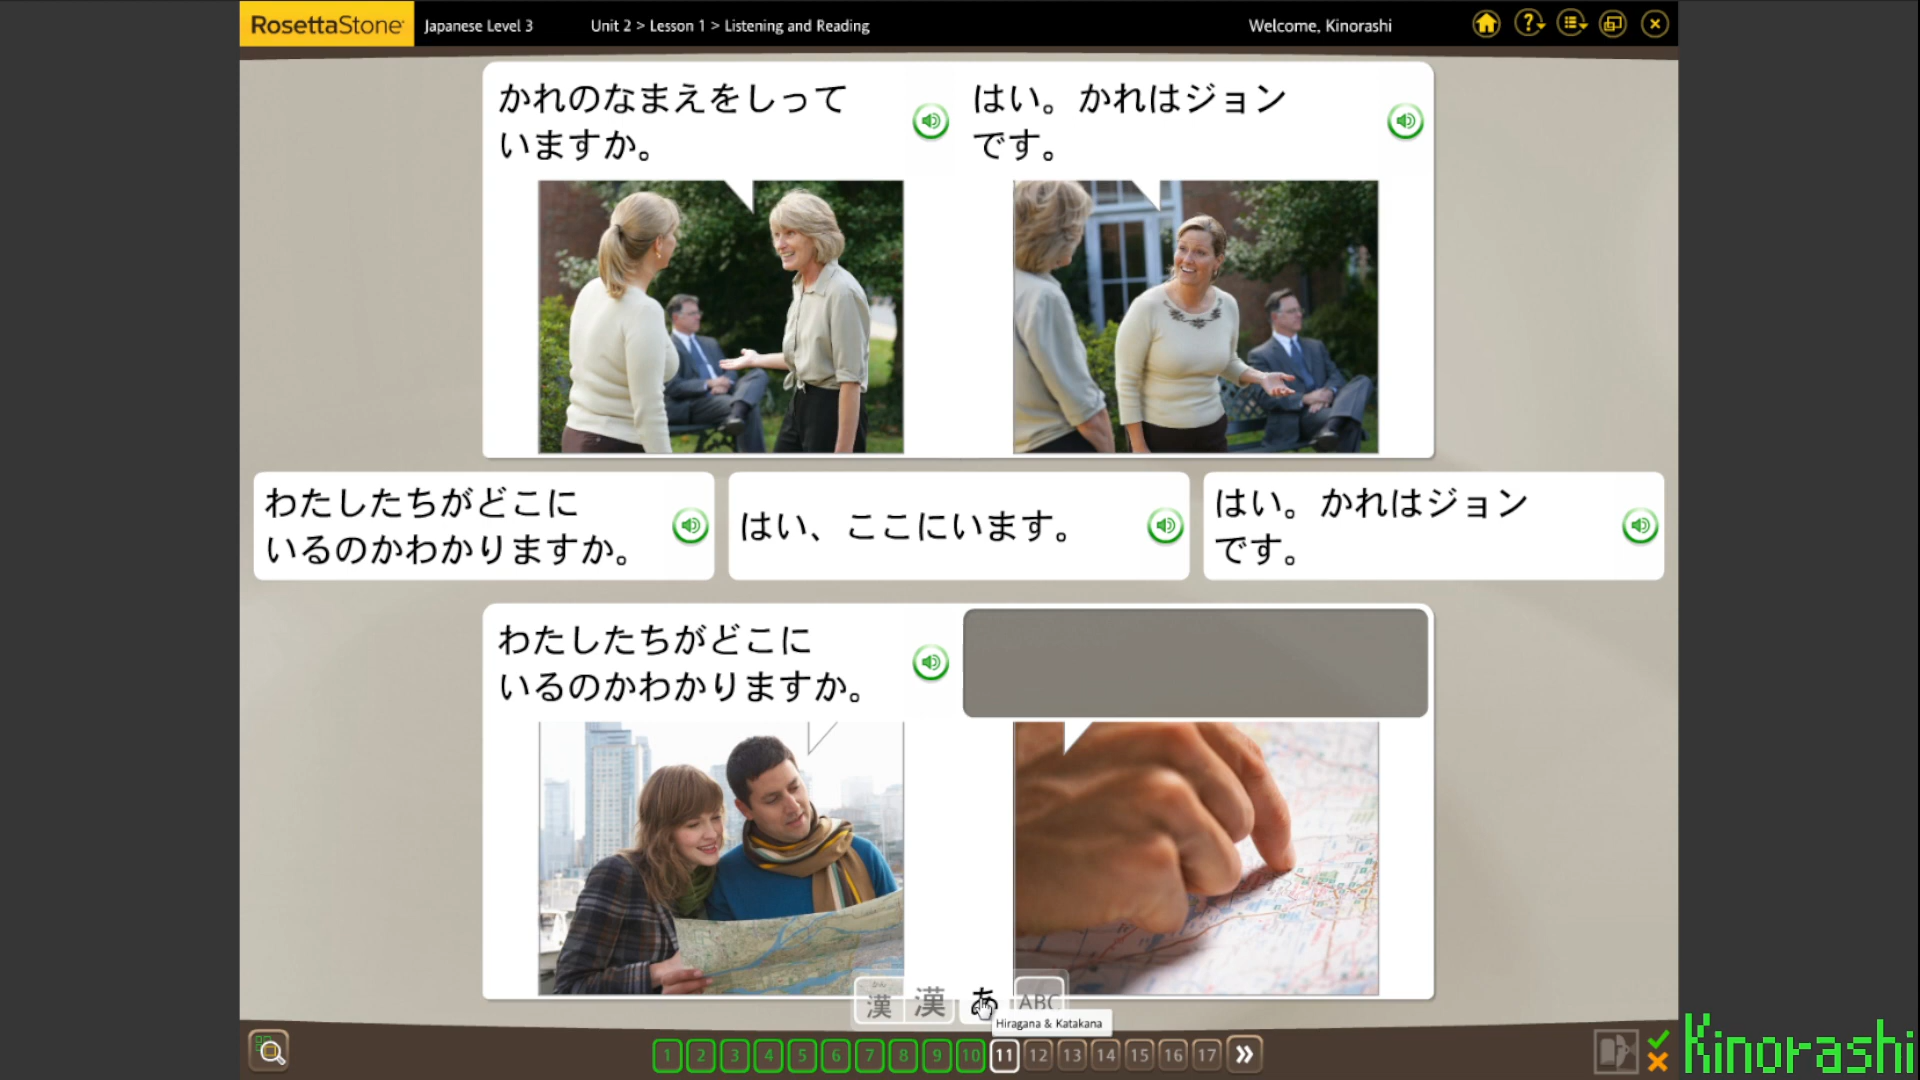 RosettaStone
Japanese Level 3
Unit 2 > Lesson 1 > Listening and Reading
Welcome, Kinorashi
かれのなまえをしって
いますか。
はい。かれはジョン
です。
わたしたちがどこに
いるのかわかりますか。
はい、ここにいます。
はい。かれはジョン
です。
わたしたちがどこに
いるのかわかりますか。
かん
漢
漢
あ
ABC
Hiragana & Katakana
1 2 3 4 5 6 7 8 9 10 11 12 13 14 15 16 17
Kinorashi